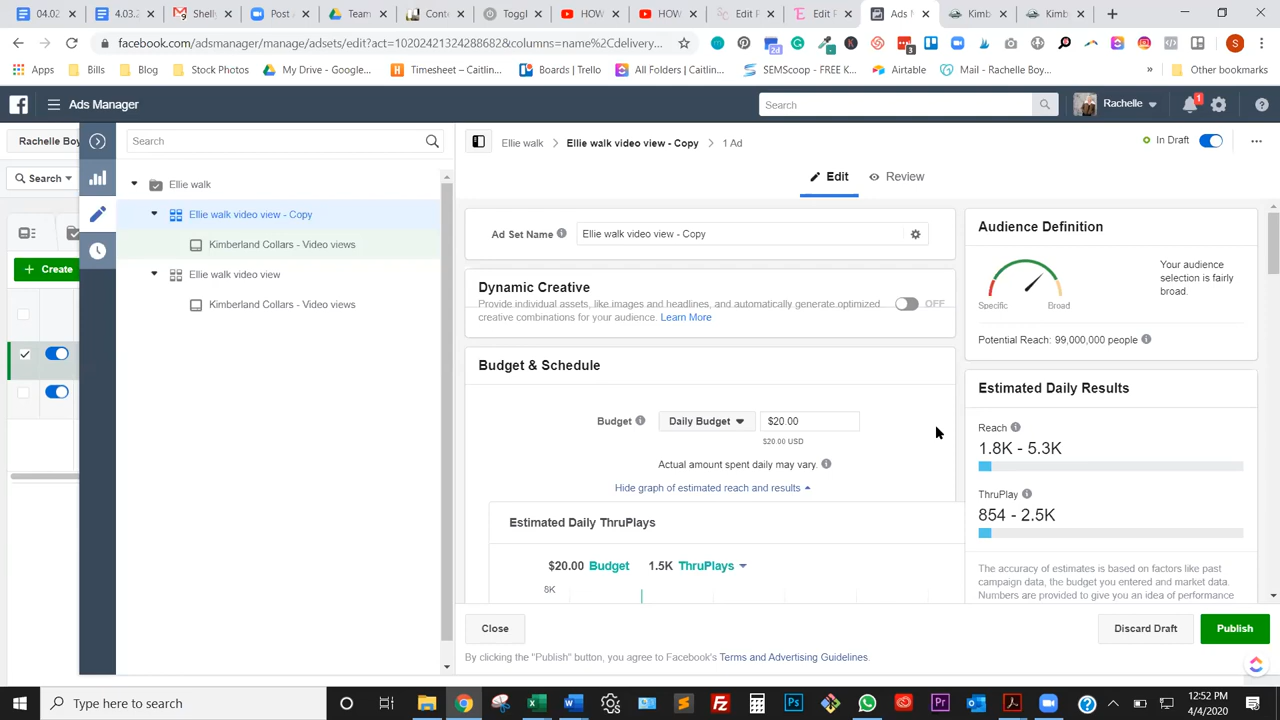 04.02
04.03.2
Shelly
Post
Team
Conte
Toggl
HOW
HOW
Edit P
Edit P
Ads M
Kimb
Kimb
facebook.com/adsmanager/manage/adsets/edit?act=10202421324288682&columns=name%2Cdelivery...
Apps
Bills
Blog
Stock Photos
My Drive - Google...
Timesheet – Caitlin...
Boards | Trello
All Folders | Caitlin...
SEMScoop - FREE K...
Airtable
Mail - Rachelle Boy...
»
Other bookmarks
Ads Manager
Search
Rachelle
1
Rachelle Boy
Search
Ellie walk
Ellie walk video view - Copy
1 Ad
In Draft
Search
Edit
Review
Ellie walk
Ellie walk video view - Copy
Kimberland Collars - Video views
Ellie walk video view
Kimberland Collars - Video views
+ Create
Ad Set Name
Ellie walk video view - Copy
Dynamic Creative
Provide individual assets, like images and headlines, and automatically generate optimized
creative combinations for your audience. Learn More
OFF
Budget & Schedule
Budget
Daily Budget
$20.00
$20.00 USD
Actual amount spent daily may vary.
Hide graph of estimated reach and results
Estimated Daily ThruPlays
$20.00 Budget
1.5K ThruPlays
8K
Audience Definition
Specific
Broad
Your audience
selection is fairly
broad.
Potential Reach: 99,000,000 people
Estimated Daily Results
Reach
1.8K - 5.3K
ThruPlay
854 - 2.5K
The accuracy of estimates is based on factors like past
campaign data, the budget you entered and market data.
Numbers are provided to give you an idea of performance
Close
Discard Draft
Publish
By clicking the "Publish" button, you agree to Facebook's Terms and Advertising Guidelines.
Type here to search
12:52 PM
4/4/2020